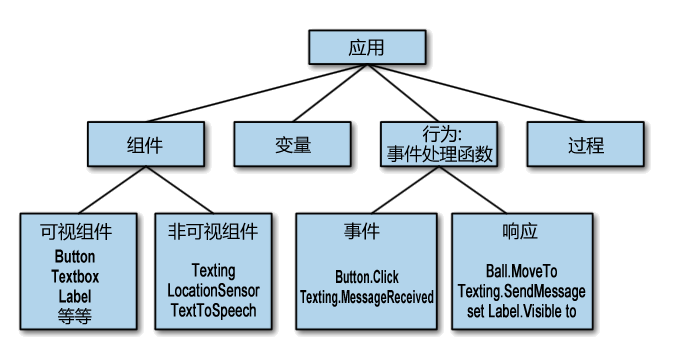 应用
组件
变量
行为:
事件处理函数
过程
可视组件
Button
Textbox
Label
等等
非可视组件
Texting
LocationSensor
TextToSpeech
事件
Button.Click
Texting.MessageReceived
响应
Ball.MoveTo
Texting.SendMessage
set Label.Visible to